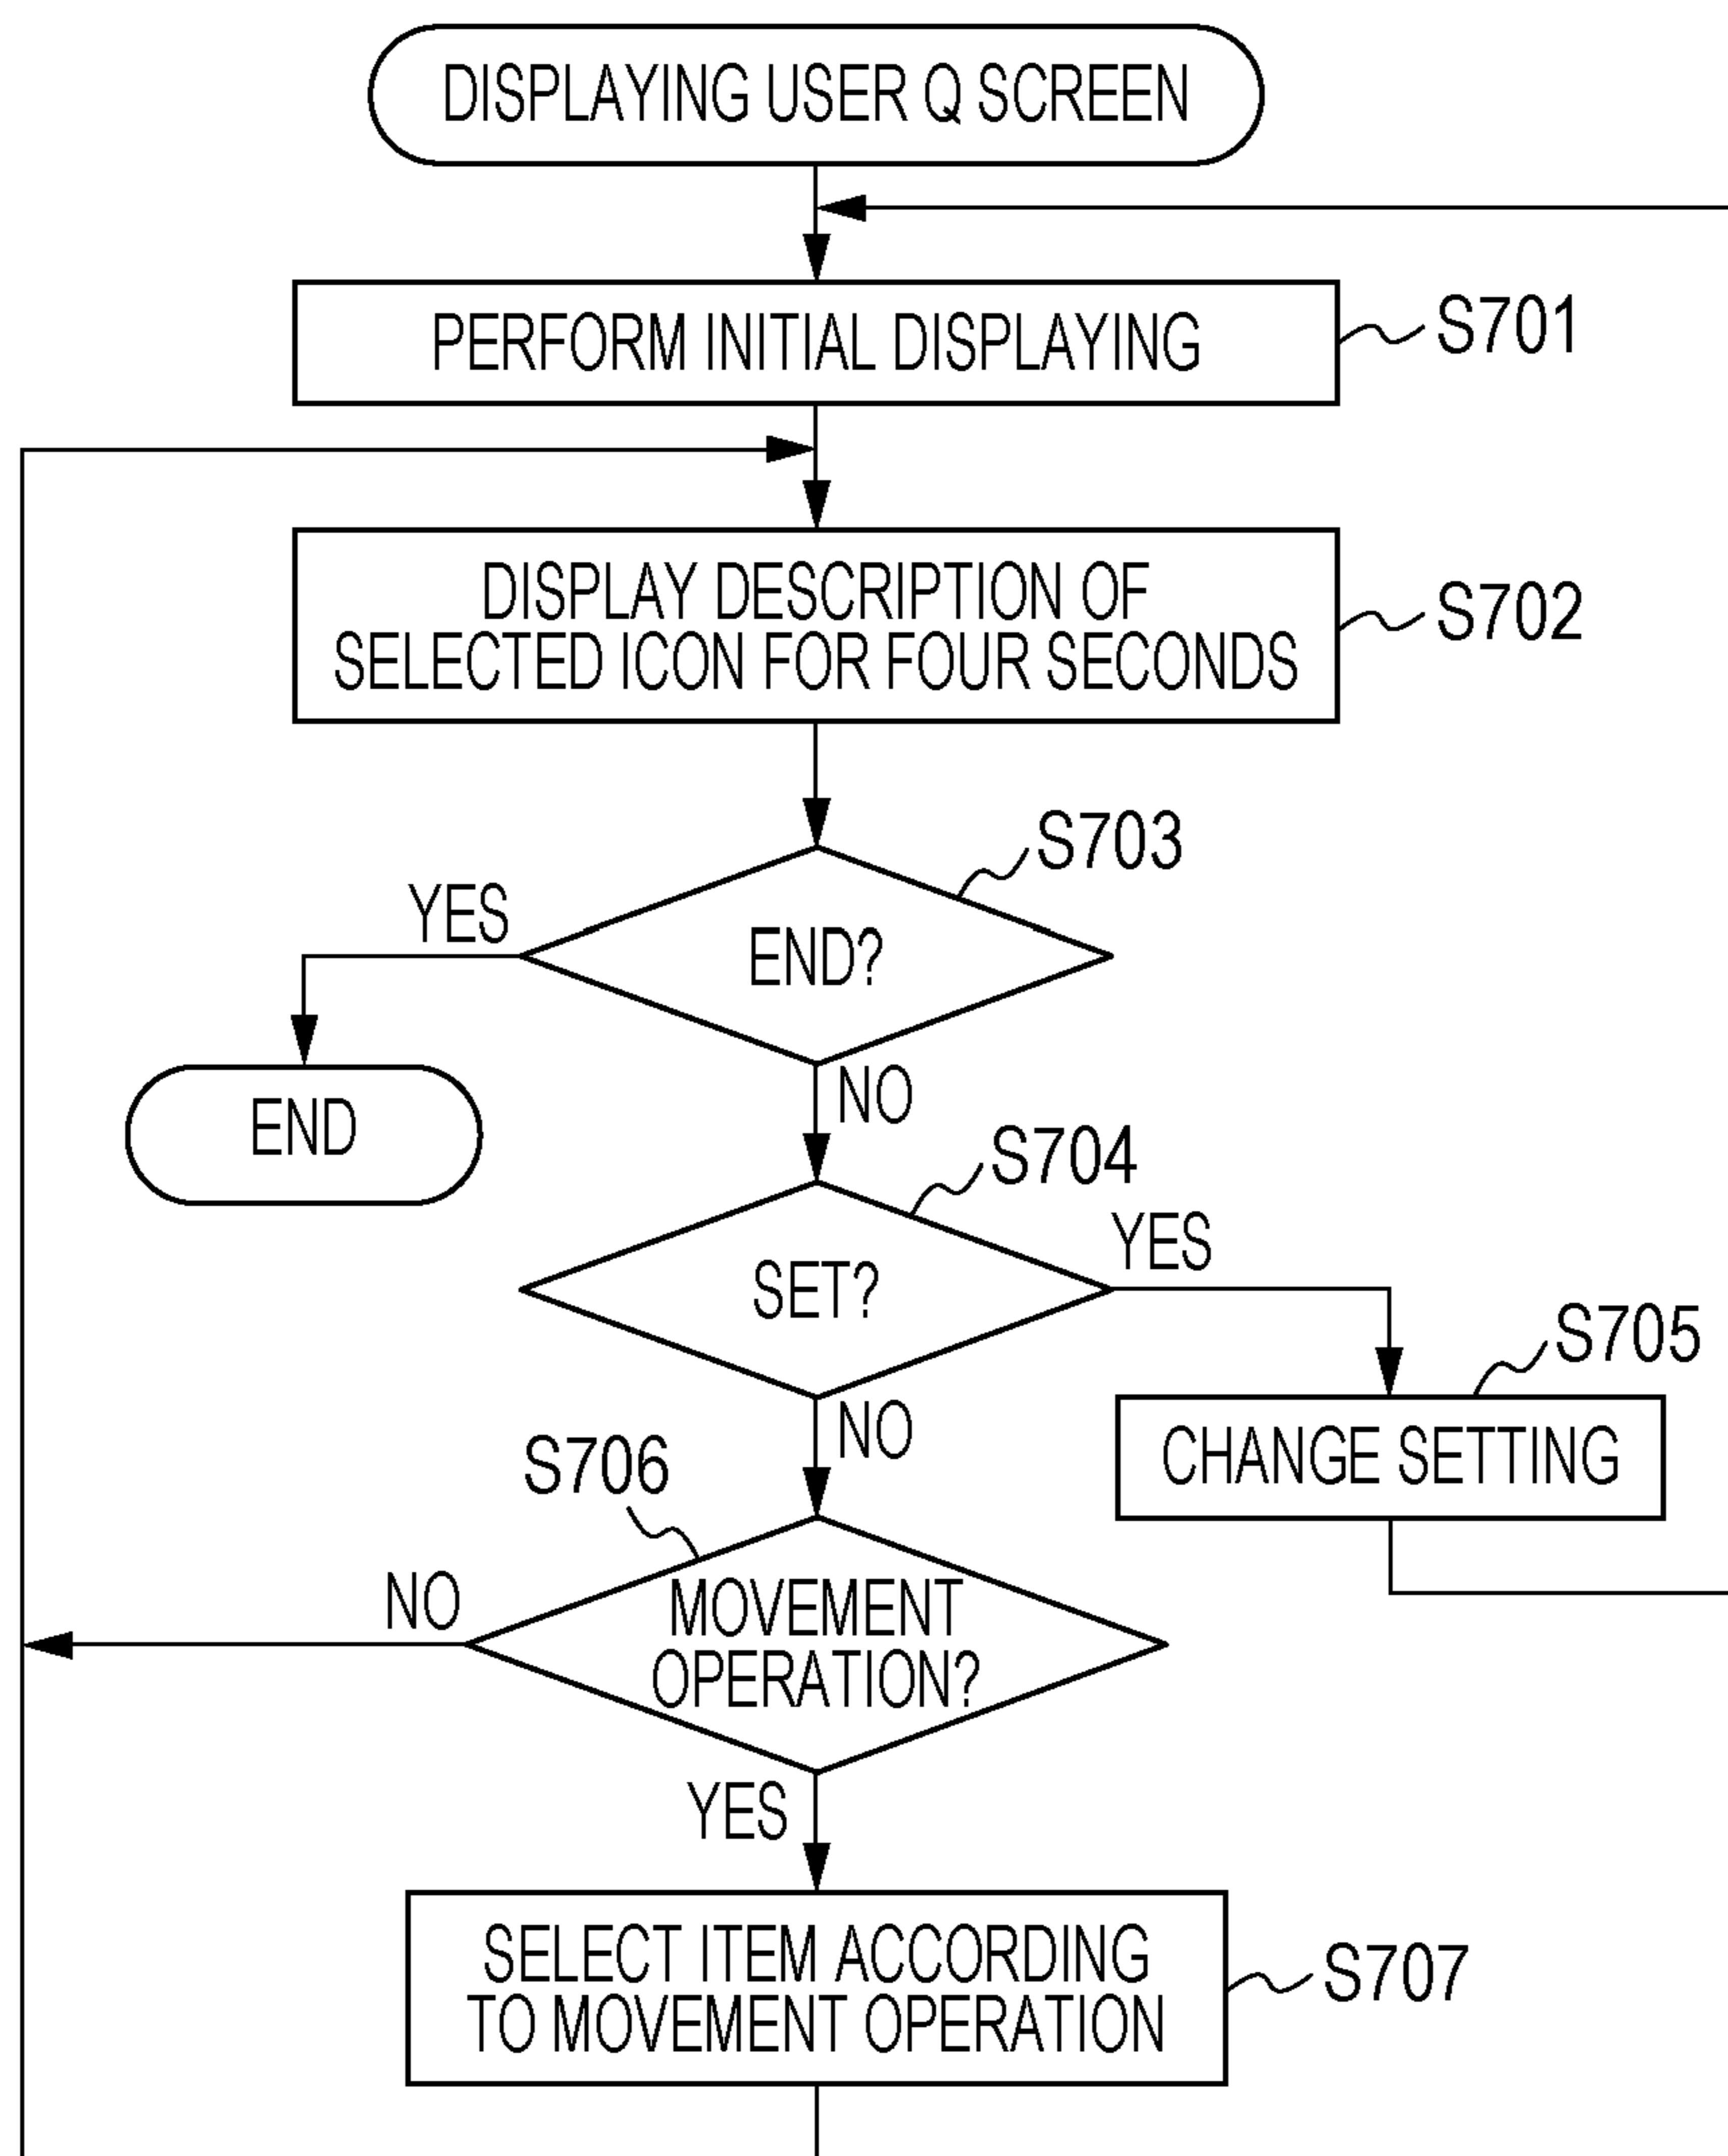 DISPLAYING USER Q SCREEN
PERFORM INITIAL DISPLAYING
S701
DISPLAY DESCRIPTION OF
SELECTED ICON FOR FOUR SECONDS
S702
S703
YES
END?
END
NO
S704
YES
SET?
S705
CHANGE SETTING
NO
S706
NO
MOVEMENT
OPERATION?
YES
SELECT ITEM ACCORDING
TO MOVEMENT OPERATION
S707